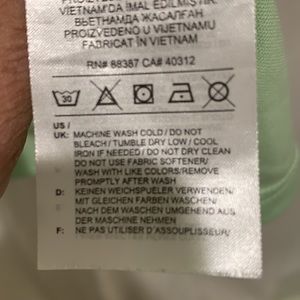 VIETNAM'DA İMAL EDİLMİŞTİR.
ВЬЕТНАМДА ЖАСАЛҒАН
PROIZVEDENO U VIJETNAMU
FABRICAT ÎN VIETNAM
RN# 88387 CA# 40312
30
US /
UK: MACHINE WASH COLD / DO NOT
BLEACH / TUMBLE DRY LOW / COOL
IRON IF NEEDED / DO NOT DRY CLEAN
DO NOT USE FABRIC SOFTENER/
WASH WITH LIKE COLORS/REMOVE
PROMPTLY AFTER WASH
D: KEINEN WEICHSPUELER VERWENDEN/
MIT GLEICHEN FARBEN WASCHEN/
NACH DEM WASCHEN UMGEHEND AUS
DER MASCHINE NEHMEN
F: NE PAS UTILISER D'ASSOUPLISSEUR/